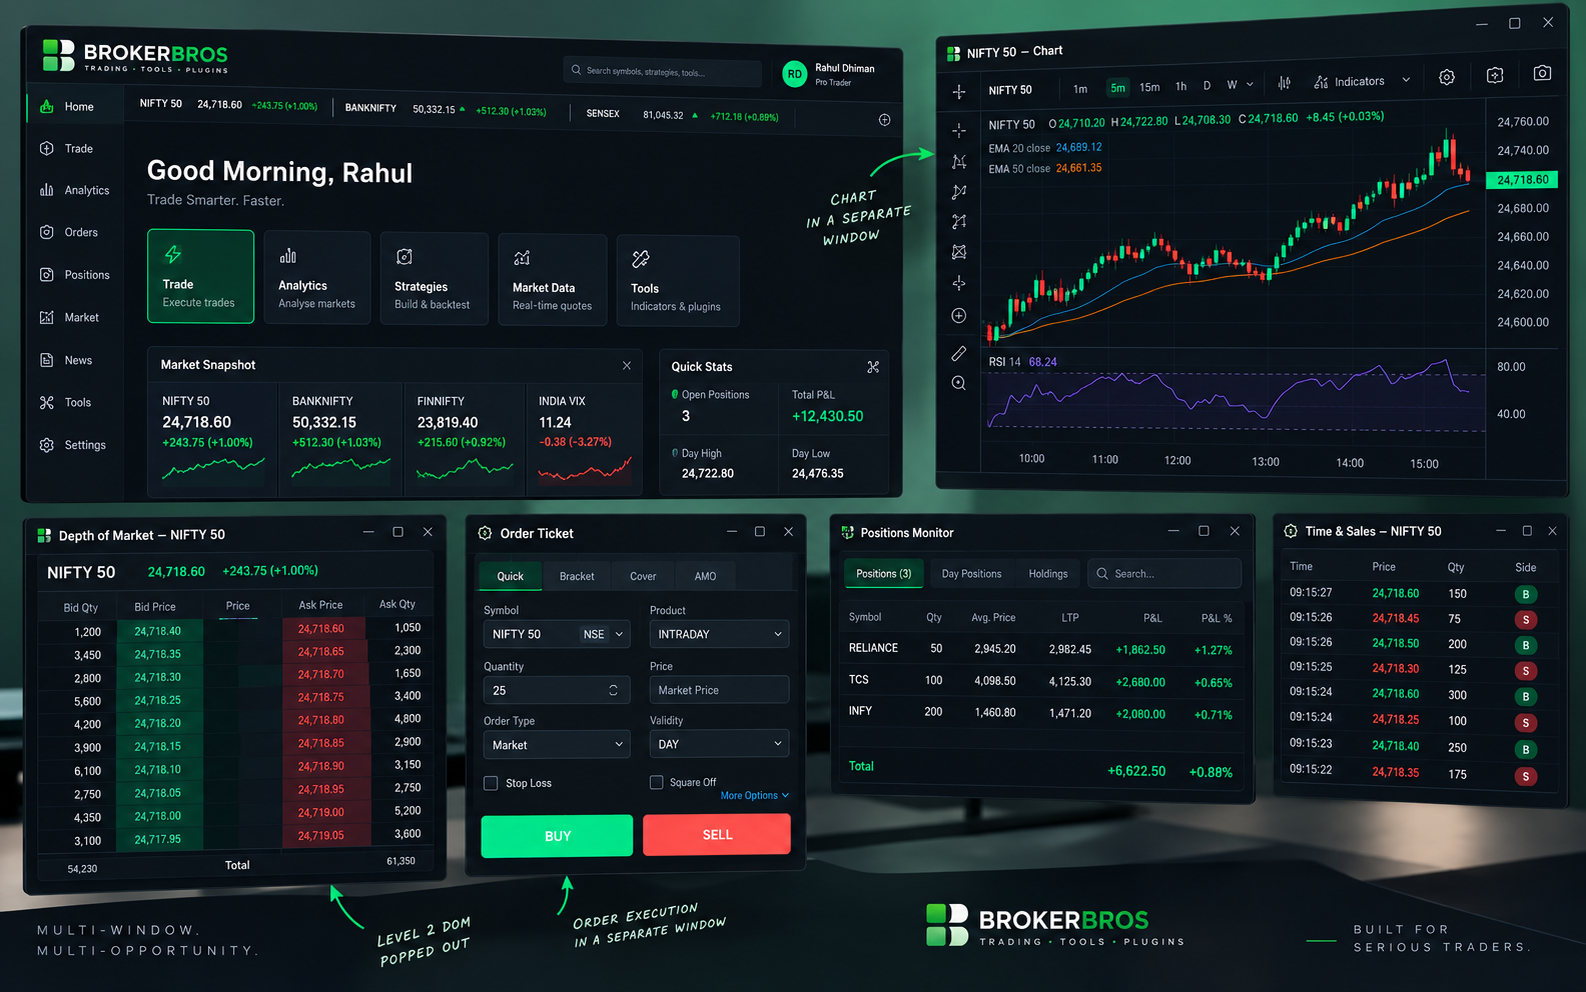 BROKERBROS
TRADING • TOOLS • PLUGINS
Search symbols, strategies, tools...
RD
Rahul Dhiman
Pro Trader
NIFTY 50 24,718.60 +243.75 (+1.00%)
BANKNIFTY 50,332.15 ▲ +512.30 (+1.03%)
SENSEX 81,045.32 ▲ +712.18 (+0.89%)
Home
Trade
Analytics
Orders
Positions
Market
News
Tools
Settings
Good Morning, Rahul
Trade Smarter. Faster.
Trade
Execute trades
Analytics
Analyse markets
Strategies
Build & backtest
Market Data
Real-time quotes
Tools
Indicators & plugins
Market Snapshot
NIFTY 50
24,718.60
+243.75 (+1.00%)
BANKNIFTY
50,332.15
+512.30 (+1.03%)
FINNIFTY
23,819.40
+215.60 (+0.92%)
INDIA VIX
11.24
-0.38 (-3.27%)
Quick Stats
Open Positions
3
Total P&L
+12,430.50
Day High
24,722.80
Day Low
24,476.35
CHART
IN A SEPARATE
WINDOW
NIFTY 50 – Chart
NIFTY 50 1m 5m 15m 1h D W Indicators
NIFTY 50 O 24,710.20 H 24,722.80 L 24,708.30 C 24,718.60 +8.45 (+0.03%)
EMA 20 close 24,689.12
EMA 50 close 24,661.35
24,760.00
24,740.00
24,718.60
24,680.00
24,660.00
24,640.00
24,620.00
24,600.00
RSI 14 68.24
80.00
40.00
10:00 11:00 12:00 13:00 14:00 15:00
Depth of Market – NIFTY 50
NIFTY 50 24,718.60 +243.75 (+1.00%)
Bid Qty Bid Price Price Ask Price Ask Qty
1,200 24,718.40 24,718.60 1,050
3,450 24,718.35 24,718.65 2,300
2,800 24,718.30 24,718.70 1,650
5,600 24,718.25 24,718.75 3,400
4,200 24,718.20 24,718.80 4,800
3,900 24,718.15 24,718.85 2,900
6,100 24,718.10 24,718.90 3,150
2,750 24,718.05 24,718.95 2,750
4,350 24,718.00 24,719.00 5,200
3,100 24,717.95 24,719.05 3,600
54,230 Total 61,350
Order Ticket
Quick Bracket Cover AMO
Symbol Product
NIFTY 50 NSE INTRADAY
Quantity Price
25 Market Price
Order Type Validity
Market DAY
Stop Loss Square Off
More Options
BUY SELL
Positions Monitor
Positions (3) Day Positions Holdings Search...
Symbol Qty Avg. Price LTP P&L P&L %
RELIANCE 50 2,945.20 2,982.45 +1,862.50 +1.27%
TCS 100 4,098.50 4,125.30 +2,680.00 +0.65%
INFY 200 1,460.80 1,471.20 +2,080.00 +0.71%
Total +6,622.50 +0.88%
Time & Sales – NIFTY 50
Time Price Qty Side
09:15:27 24,718.60 150 B
09:15:26 24,718.45 75 S
09:15:26 24,718.50 200 B
09:15:25 24,718.30 125 S
09:15:24 24,718.60 300 B
09:15:24 24,718.25 100 S
09:15:23 24,718.40 250 B
09:15:22 24,718.35 175 S
MULTI-WINDOW.
MULTI-OPPORTUNITY.
LEVEL 2 DOM
POPPED OUT
ORDER EXECUTION
IN A SEPARATE WINDOW
BROKERBROS
TRADING • TOOLS • PLUGINS
BUILT FOR
SERIOUS TRADERS.